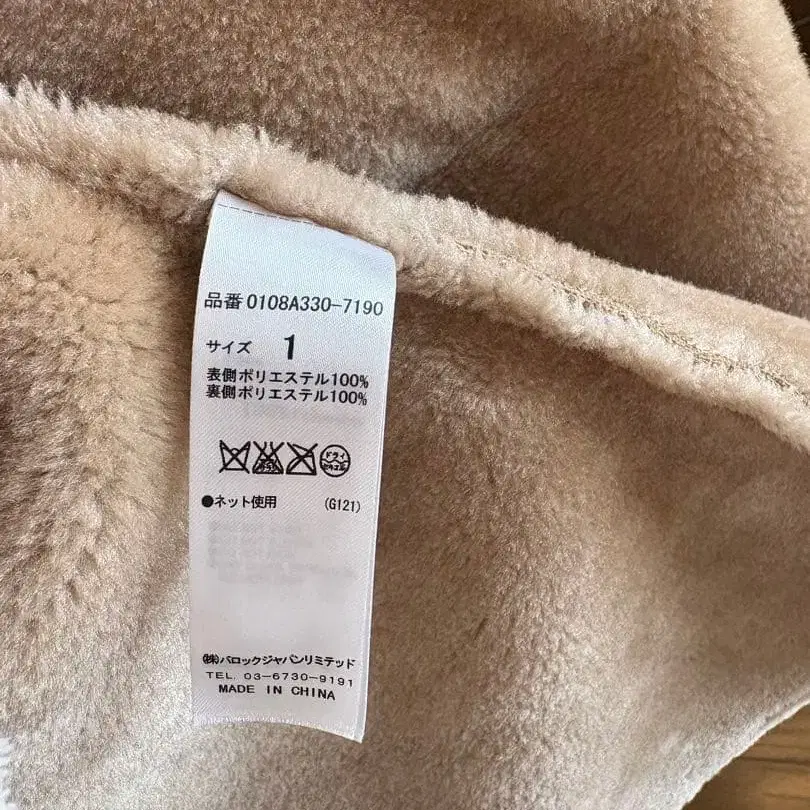 品番 0108A330-7190
サイズ 1
表側ポリエステル100%
裏側ポリエステル100%
ドライ
●ネット使用 (G121)
㈱バロックジャパンリミテッド
TEL. 03-6730-9191
MADE IN CHINA